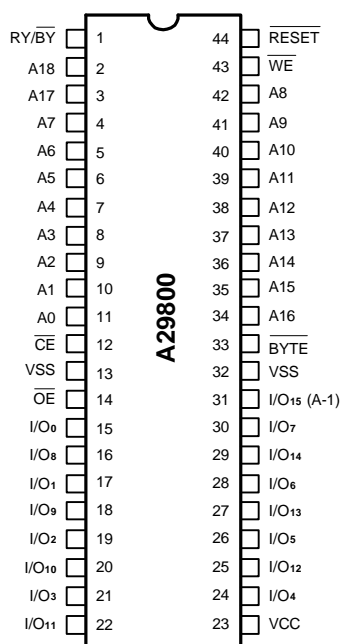 RY/BY 1 44 RESET
A18 2 43 WE
A17 3 42 A8
A7 4 41 A9
A6 5 40 A10
A5 6 39 A11
A4 7 38 A12
A3 8 37 A13
A2 9 36 A14
A1 10 35 A15
A0 11 34 A16
CE 12 33 BYTE
VSS 13 32 VSS
OE 14 31 I/O15 (A-1)
I/O0 15 30 I/O7
I/O8 16 29 I/O14
I/O1 17 28 I/O6
I/O9 18 27 I/O13
I/O2 19 26 I/O5
I/O10 20 25 I/O12
I/O3 21 24 I/O4
I/O11 22 23 VCC
A29800